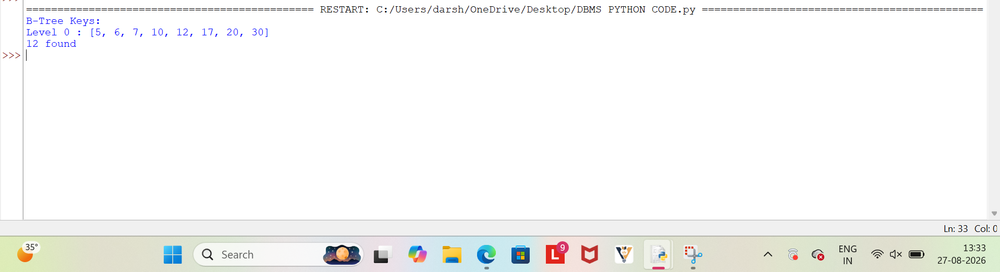 >>>
============================================== RESTART: C:/Users/darsh/OneDrive/Desktop/DBMS PYTHON CODE.py =============================================
B-Tree Keys:
Level 0 : [5, 6, 7, 10, 12, 17, 20, 30]
12 found
>>>
Ln: 33 Col: 0
35°
Search
L
9
ENG
IN
13:33
27-08-2026